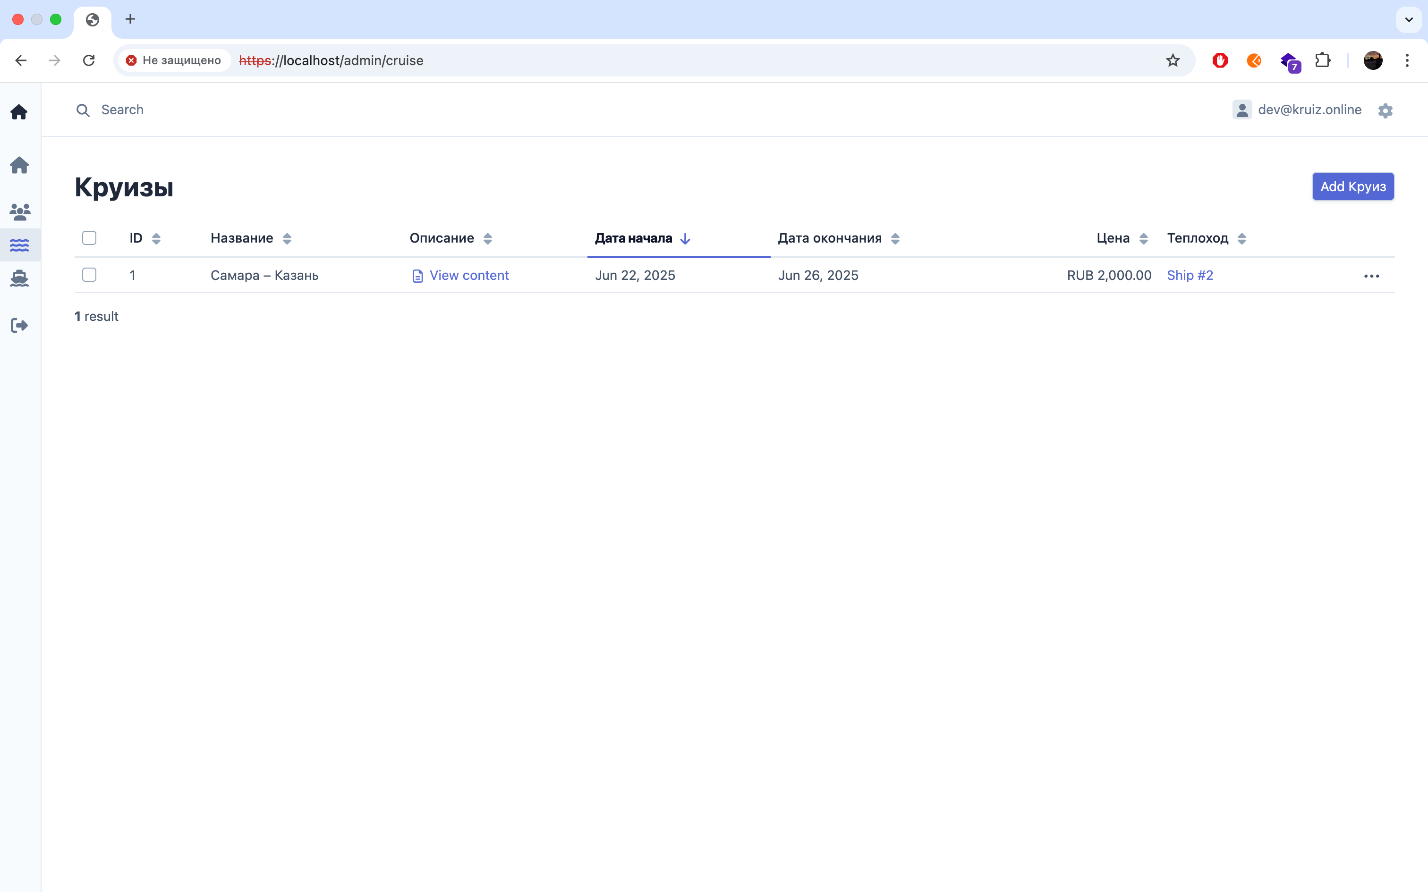 Не защищено
https://localhost/admin/cruise
7
Search
dev@kruiz.online
Круизы
Add Круиз
ID Название Описание Дата начала Дата окончания Цена Теплоход
1 Самара – Казань View content Jun 22, 2025 Jun 26, 2025 RUB 2,000.00 Ship #2
1 result